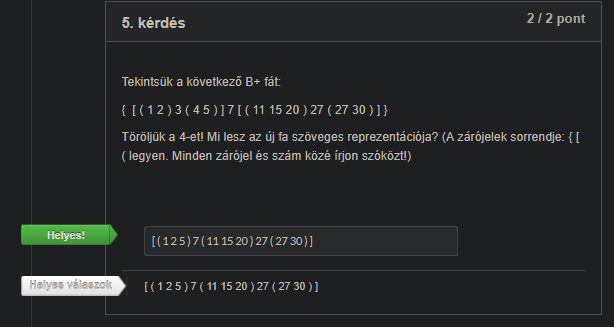 5. kérdés
2 / 2 pont
Tekintsük a következő B+ fát:
{ [ ( 1 2 ) 3 ( 4 5 ) ] 7 [ ( 11 15 20 ) 27 ( 27 30 ) ] }
Töröljük a 4-et! Mi lesz az új fa szöveges reprezentációja? (A zárójelek sorrendje: { [
( legyen. Minden zárójel és szám közé írjon szóközt!)
Helyes!
[ ( 1 2 5 ) 7 ( 11 15 20 ) 27 ( 27 30 ) ]
Helyes válaszok
[ ( 1 2 5 ) 7 ( 11 15 20 ) 27 ( 27 30 ) ]